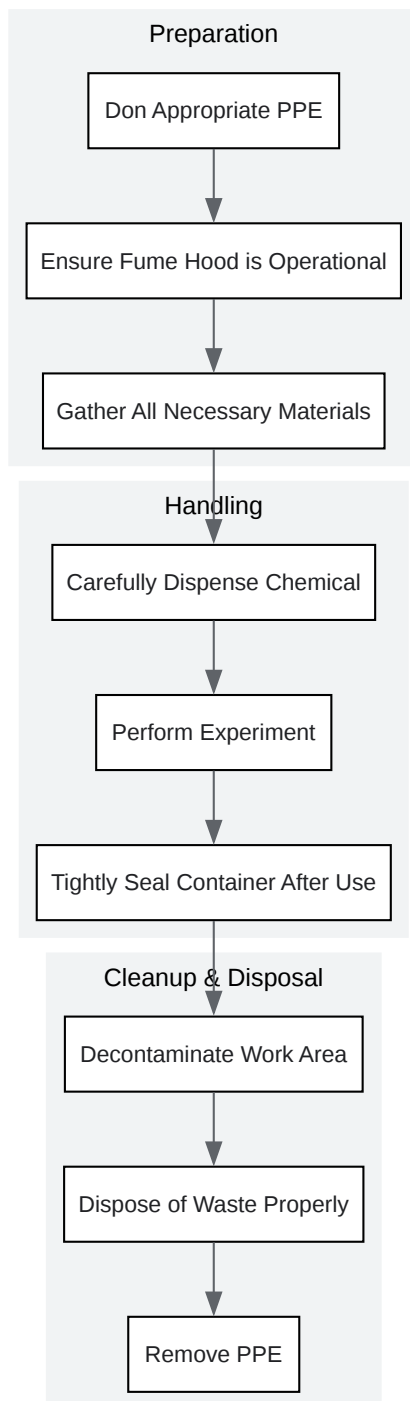 Preparation
Don Appropriate PPE
Ensure Fume Hood is Operational
Gather All Necessary Materials
Handling
Carefully Dispense Chemical
Perform Experiment
Tightly Seal Container After Use
Cleanup & Disposal
Decontaminate Work Area
Dispose of Waste Properly
Remove PPE